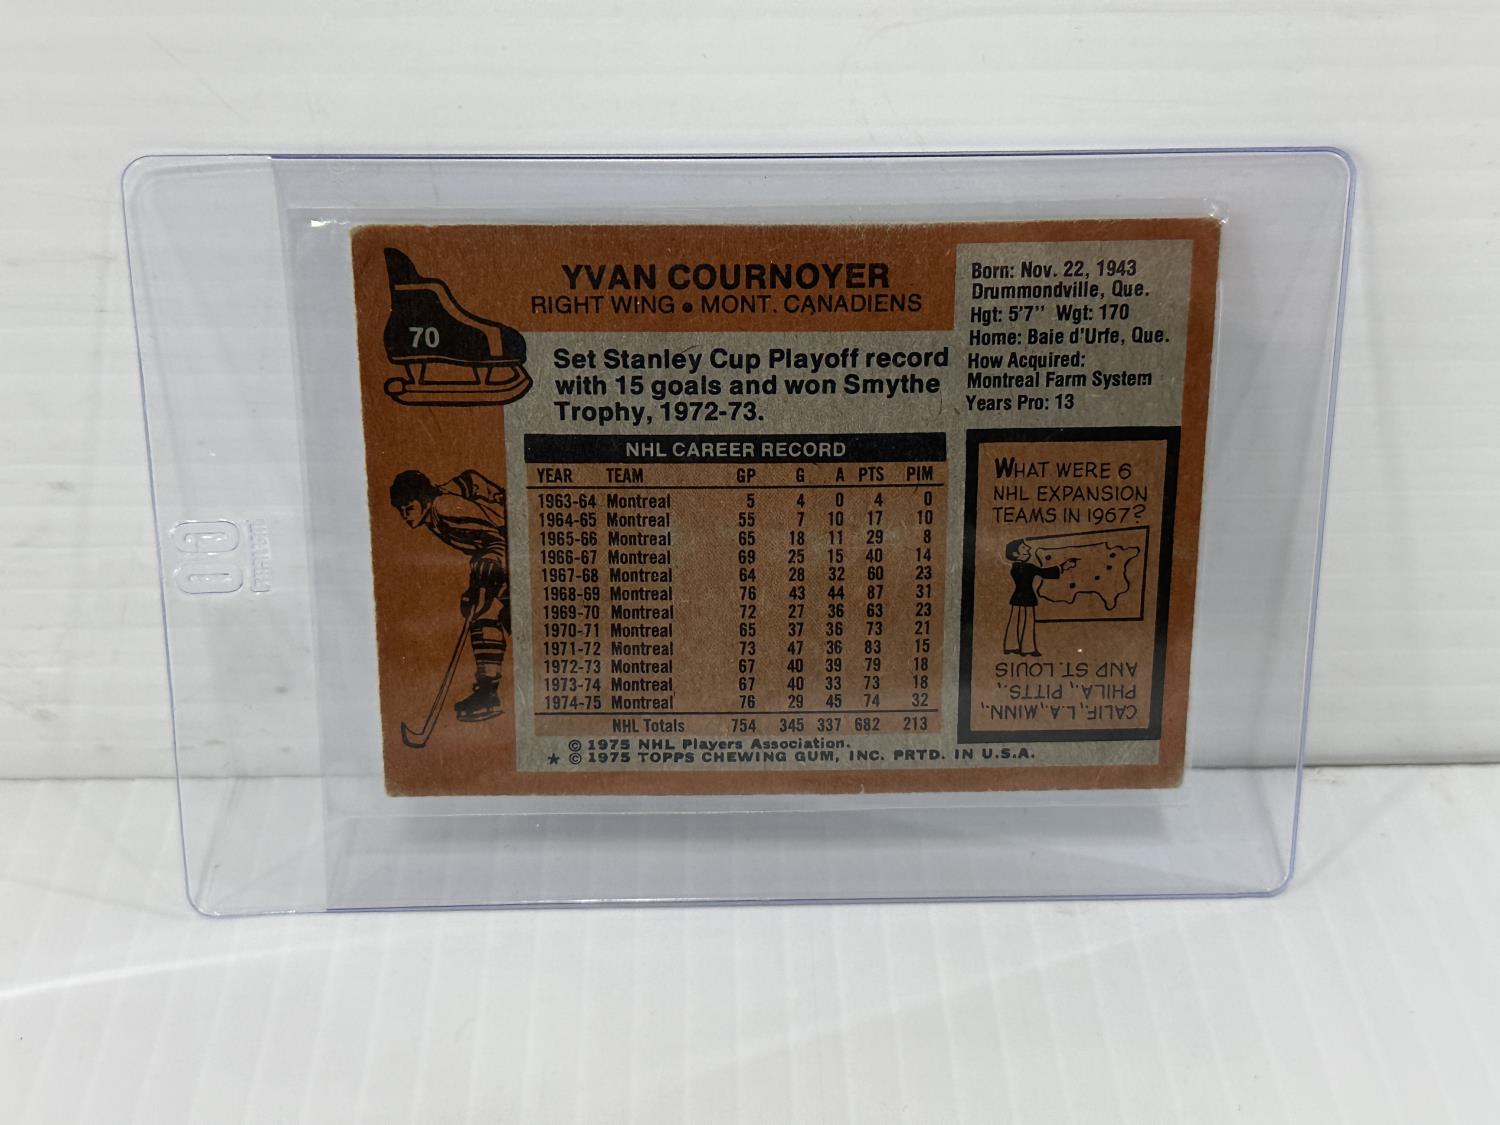 70
YVAN COURNOYER
RIGHT WING • MONT. CANADIENS
Set Stanley Cup Playoff record
with 15 goals and won Smythe
Trophy, 1972-73.
Born: Nov. 22, 1943
Drummondville, Que.
Hgt: 5'7" Wgt: 170
Home: Baie d'Urfe, Que.
How Acquired:
Montreal Farm System
Years Pro: 13
NHL CAREER RECORD
YEAR TEAM GP G A PTS PIM
1963-64 Montreal 5 4 0 4 0
1964-65 Montreal 55 7 10 17 10
1965-66 Montreal 65 18 11 29 8
1966-67 Montreal 69 25 15 40 14
1967-68 Montreal 64 28 32 60 23
1968-69 Montreal 76 43 44 87 31
1969-70 Montreal 72 27 36 63 23
1970-71 Montreal 65 37 36 73 21
1971-72 Montreal 73 47 36 83 15
1972-73 Montreal 67 40 39 79 18
1973-74 Montreal 67 40 33 73 18
1974-75 Montreal 76 29 45 74 32
NHL Totals 754 345 337 682 213
© 1975 NHL Players Association.
★ © 1975 TOPPS CHEWING GUM, INC. PRTD. IN U.S.A.
WHAT WERE 6
NHL EXPANSION
TEAMS IN 1967?
CALIF., L.A., MINN.,
PHILA., PITTS.,
AND ST. LOUIS